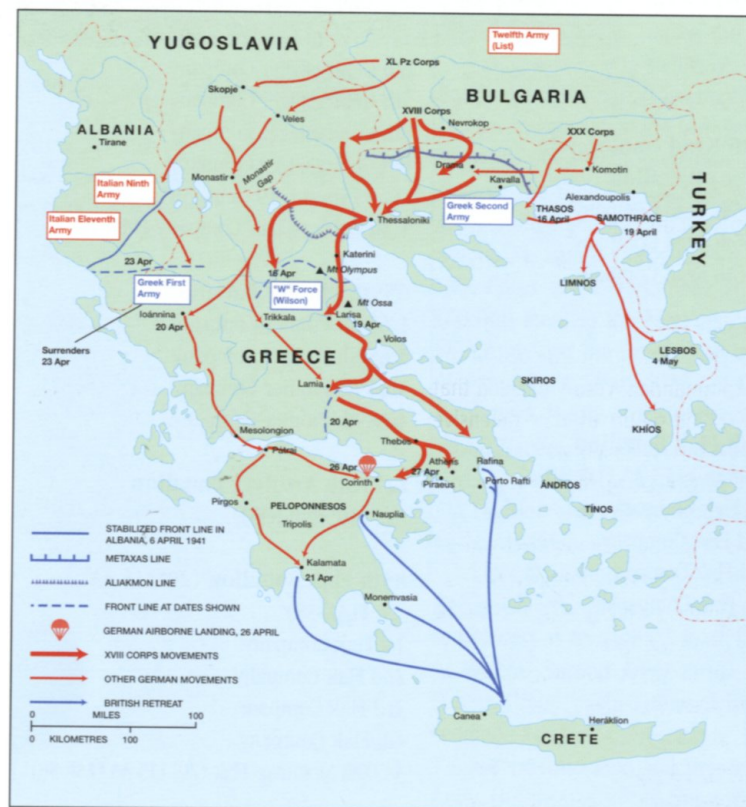 YUGOSLAVIA
Twelfth Army
(List)
XL Pz Corps
Skopje
BULGARIA
XVIII Corps
Nevrokop
Veles
ALBANIA
Tirane
XXX Corps
Monastir
Monastir
Gap
Drama
Komotin
Kavalla
Italian Ninth
Army
Alexandoupolis
TURKEY
Greek Second
Army
THASOS
16 April
SAMOTHRACE
19 April
Italian Eleventh
Army
Thessaloniki
23 Apr
Katerini
Mt Olympus
16 Apr
Greek First
Army
"W" Force
(Wilson)
LIMNOS
Mt Ossa
Ioánnina
20 Apr
Trikkala
Larisa
19 Apr
Volos
Surrenders
23 Apr
GREECE
LESBOS
4 May
Lamia
SKIROS
20 Apr
KHÍOS
Mesolongion
Thebes
Patrai
26 Apr
Corinth
Athens
27 Apr
Piraeus
Rafina
Porto Rafti
ANDROS
TÍNOS
Pirgos
PELOPONNESOS
Tripolis
Nauplia
Kalamata
21 Apr
Monemvasia
STABILIZED FRONT LINE IN
ALBANIA, 6 APRIL 1941
METAXAS LINE
ALIAKMON LINE
FRONT LINE AT DATES SHOWN
GERMAN AIRBORNE LANDING, 26 APRIL
XVIII CORPS MOVEMENTS
OTHER GERMAN MOVEMENTS
BRITISH RETREAT
0 MILES 100
0 KILOMETRES 100
Canea
Heráklion
CRETE